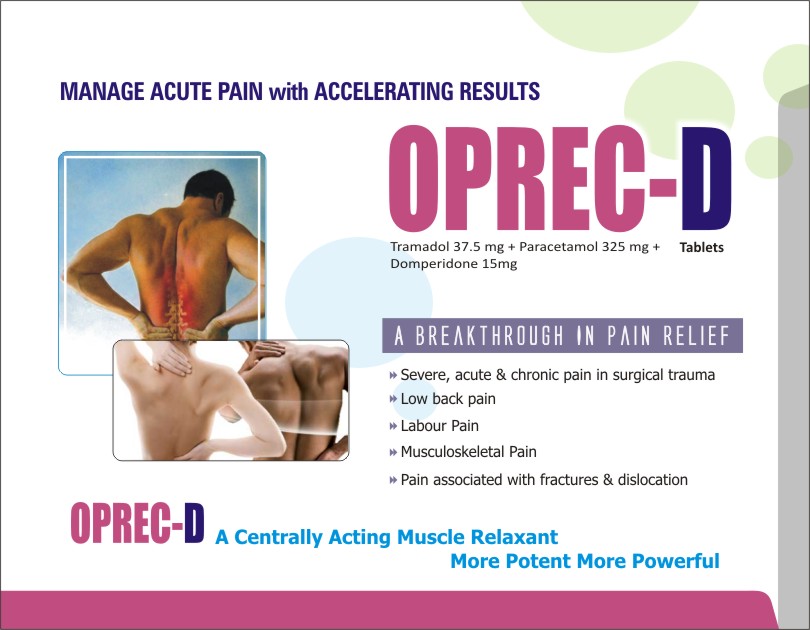 MANAGE ACUTE PAIN with ACCELERATING RESULTS
OPREC-D
Tramadol 37.5 mg + Paracetamol 325 mg + Tablets
Domperidone 15mg
A BREAKTHROUGH IN PAIN RELIEF
Severe, acute & chronic pain in surgical trauma
Low back pain
Labour Pain
Musculoskeletal Pain
Pain associated with fractures & dislocation
OPREC-D A Centrally Acting Muscle Relaxant
More Potent More Powerful